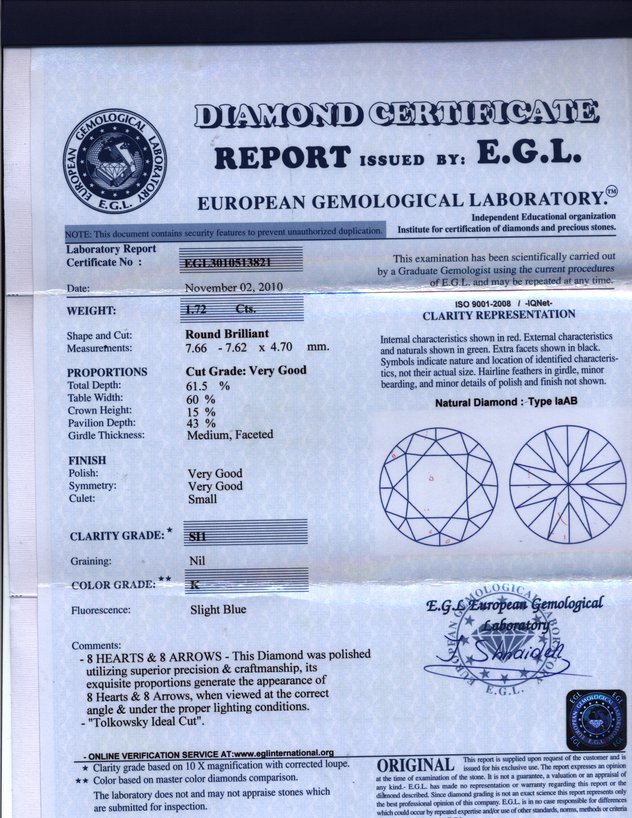 DIAMOND CERTIFICATE
REPORT ISSUED BY: E.G.L.
EUROPEAN GEMOLOGICAL LABORATORY.™
EUROPEAN GEMOLOGICAL LABORATORY
E.G.L.
Independent Educational organization
Institute for certification of diamonds and precious stones.
NOTE: This document contains security features to prevent unauthorized duplication.
Laboratory Report
Certificate No : EGL3010513821
Date: November 02, 2010
WEIGHT: 1.72 Cts.
Shape and Cut: Round Brilliant
Measurements: 7.66 - 7.62 x 4.70 mm.
PROPORTIONS Cut Grade: Very Good
Total Depth: 61.5 %
Table Width: 60 %
Crown Height: 15 %
Pavilion Depth: 43 %
Girdle Thickness: Medium, Faceted
FINISH
Polish: Very Good
Symmetry: Very Good
Culet: Small
CLARITY GRADE: * SI1
Graining: Nil
COLOR GRADE: ** K
Fluorescence: Slight Blue
Comments:
- 8 HEARTS & 8 ARROWS - This Diamond was polished
utilizing superior precision & craftmanship, its
exquisite proportions generate the appearance of
8 Hearts & 8 Arrows, when viewed at the correct
angle & under the proper lighting conditions.
- "Tolkowsky Ideal Cut".
- ONLINE VERIFICATION SERVICE AT:www.eglinternational.org
★ Clarity grade based on 10 X magnification with corrected loupe.
★★ Color based on master color diamonds comparison.
The laboratory does not and may not appraise stones which
are submitted for inspection.
This examination has been scientifically carried out
by a Graduate Gemologist using the current procedures
of E.G.L. and may be repeated at any time.
ISO 9001-2008 / -IQNet-
CLARITY REPRESENTATION
Internal characteristics shown in red. External characteristics
and naturals shown in green. Extra facets shown in black.
Symbols indicate nature and location of identified characteris-
tics, not their actual size. Hairline feathers in girdle, minor
bearding, and minor details of polish and finish not shown.
Natural Diamond : Type IaAB
E.G.L European Gemological
Laboratory
EUROPEAN GEMOLOGICAL LABORATORY
E.G.L.
Shnaider
EGL EGL
EUROPEAN GEMOLOGICAL LABORATORY
E.G.L.
ORIGINAL This report is supplied upon request of the customer and is
issued for his exclusive use. The report expresses an opinion
at the time of examination of the stone. It is not a guarantee, a valuation or an appraisal of
any kind.- E.G.L. has made no representation or warranty regarding this report or the
diamond described. Since diamond grading is not an exact science this report represents only
the best professional opinion of this company. E.G.L. is in no case responsible for differences
which could occur by repeated expertise and/or use of other standards, norms, methods or criteria